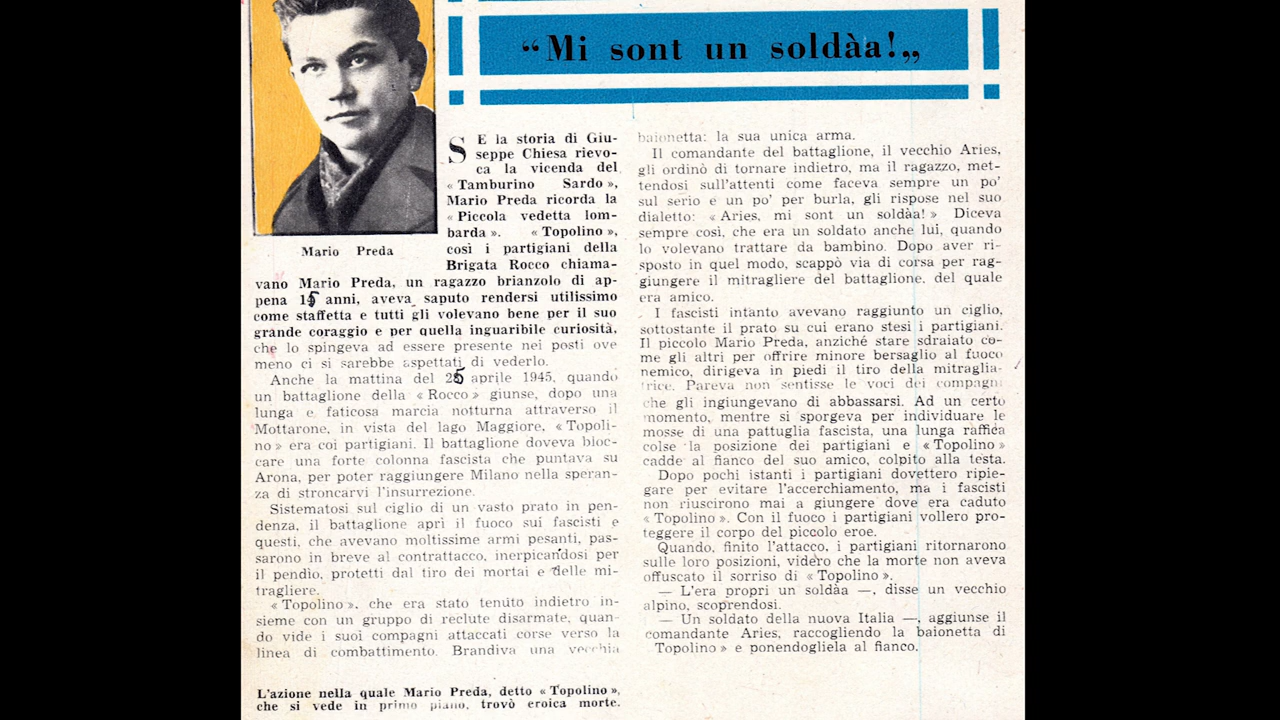 “Mi sont un soldàa!„
Mario Preda
SE la storia di Giu-
seppe Chiesa rievo-
ca la vicenda del
« Tamburino Sardo »,
Mario Preda ricorda la
« Piccola vedetta lom-
barda ». « Topolino »,
così i partigiani della
Brigata Rocco chiama-
vano Mario Preda, un ragazzo brianzolo di ap-
pena 15 anni, aveva saputo rendersi utilissimo
come staffetta e tutti gli volevano bene per il suo
grande coraggio e per quella inguaribile curiosità,
che lo spingeva ad essere presente nei posti ove
meno ci si sarebbe aspettati di vederlo.
Anche la mattina del 25 aprile 1945, quando
un battaglione della « Rocco » giunse, dopo una
lunga e faticosa marcia notturna attraverso il
Mottarone, in vista del lago Maggiore, « Topoli-
no » era coi partigiani. Il battaglione doveva bloc-
care una forte colonna fascista che puntava su
Arona, per poter raggiungere Milano nella speran-
za di stroncarvi l'insurrezione.
Sistematosi sul ciglio di un vasto prato in pen-
denza, il battaglione aprì il fuoco sui fascisti e
questi, che avevano moltissime armi pesanti, pas-
sarono in breve al contrattacco, inerpicandosi per
il pendìo, protetti dal tiro dei mortai e delle mi-
tragliere.
« Topolino », che era stato tenuto indietro in-
sieme con un gruppo di reclute disarmate, quan-
do vide i suoi compagni attaccati corse verso la
linea di combattimento. Brandiva una vecchia
baionetta: la sua unica arma.
Il comandante del battaglione, il vecchio Aries,
gli ordinò di tornare indietro, ma il ragazzo, met-
tendosi sull'attenti come faceva sempre un po'
sul serio e un po' per burla, gli rispose nel suo
dialetto: « Aries, mi sont un soldàa! » Diceva
sempre così, che era un soldato anche lui, quando
lo volevano trattare da bambino. Dopo aver ri-
sposto in quel modo, scappò via di corsa per rag-
giungere il mitragliere del battaglione, del quale
era amico.
I fascisti intanto avevano raggiunto un ciglio,
sottostante il prato su cui erano stesi i partigiani.
Il piccolo Mario Preda, anziché stare sdraiato co-
me gli altri per offrire minore bersaglio al fuoco
nemico, dirigeva in piedi il tiro della mitraglia-
trice. Pareva non sentisse le voci dei compagni
che gli ingiungevano di abbassarsi. Ad un certo
momento, mentre si sporgeva per individuare le
mosse di una pattuglia fascista, una lunga raffica
colse la posizione dei partigiani e « Topolino »
cadde al fianco del suo amico, colpito alla testa.
Dopo pochi istanti i partigiani dovettero ripie-
gare per evitare l'accerchiamento, ma i fascisti
non riuscirono mai a giungere dove era caduto
« Topolino ». Con il fuoco i partigiani vollero pro-
teggere il corpo del piccolo eroe.
Quando, finito l'attacco, i partigiani ritornarono
sulle loro posizioni, videro che la morte non aveva
offuscato il sorriso di « Topolino ».
— L'era propri un soldàa —, disse un vecchio
alpino, scoprendosi.
— Un soldato della nuova Italia —, aggiunse il
comandante Aries, raccogliendo la baionetta di
Topolino » e ponendogliela al fianco.
L'azione nella quale Mario Preda, detto « Topolino »,
che si vede in primo piano, trovò eroica morte.